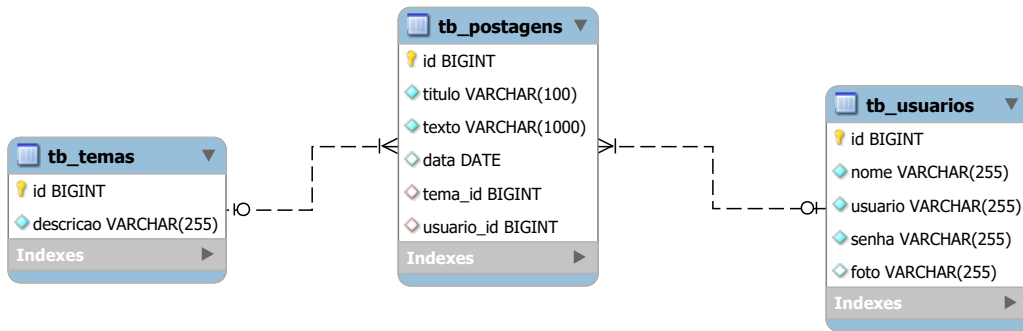 tb_temas
id BIGINT
descricao VARCHAR(255)
Indexes
tb_postagens
id BIGINT
titulo VARCHAR(100)
texto VARCHAR(1000)
data DATE
tema_id BIGINT
usuario_id BIGINT
Indexes
tb_usuarios
id BIGINT
nome VARCHAR(255)
usuario VARCHAR(255)
senha VARCHAR(255)
foto VARCHAR(255)
Indexes